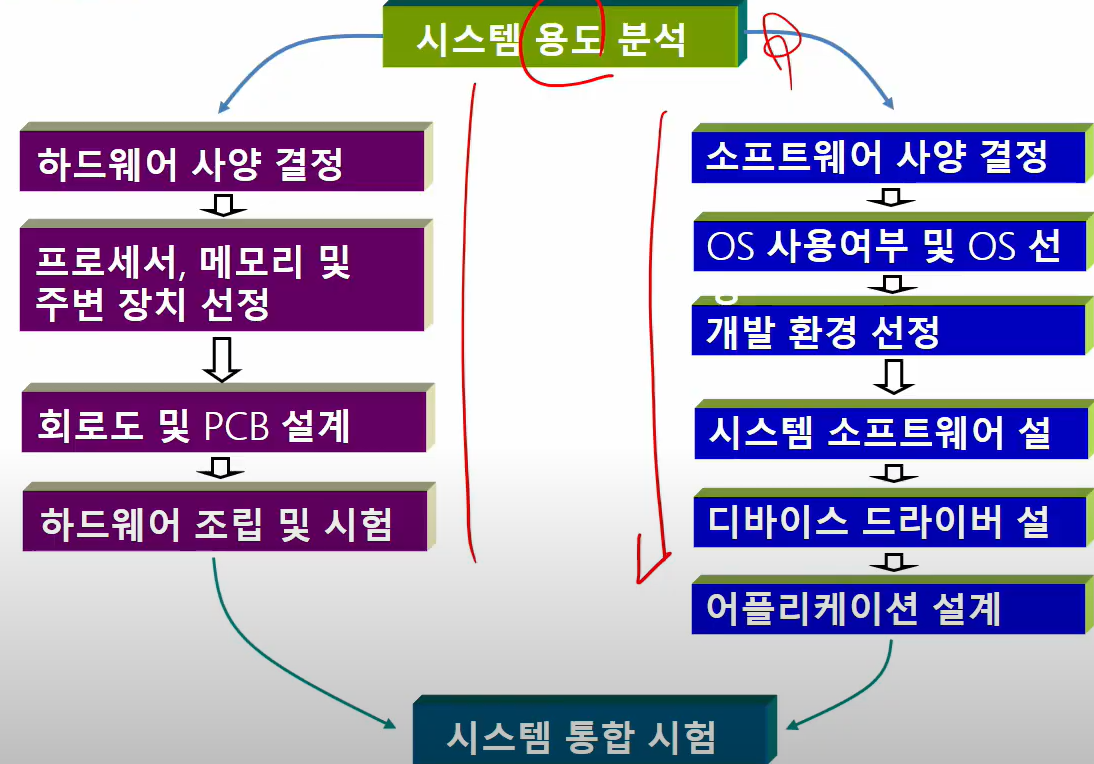 시스템 용도 분석
하드웨어 사양 결정
프로세서, 메모리 및
주변 장치 선정
회로도 및 PCB 설계
하드웨어 조립 및 시험
소프트웨어 사양 결정
OS 사용여부 및 OS 선
정
개발 환경 선정
시스템 소프트웨어 설
디바이스 드라이버 설
어플리케이션 설계
시스템 통합 시험